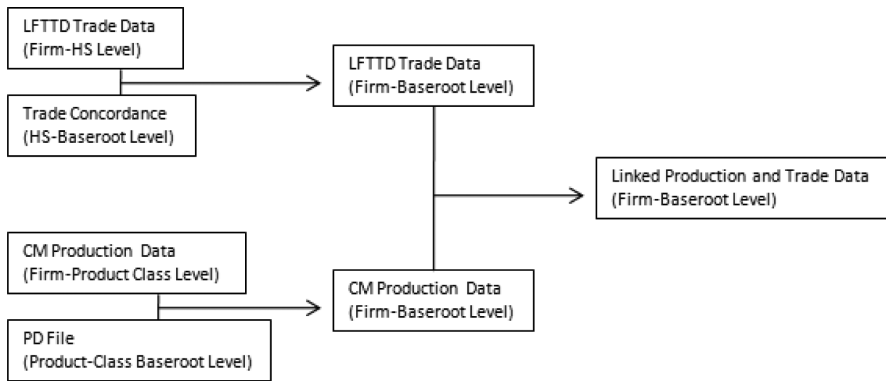 LFTTD Trade Data
(Firm-HS Level)
Trade Concordance
(HS-Baseroot Level)
LFTTD Trade Data
(Firm-Baseroot Level)
Linked Production and Trade Data
(Firm-Baseroot Level)
CM Production Data
(Firm-Product Class Level)
PD File
(Product-Class Baseroot Level)
CM Production Data
(Firm-Baseroot Level)